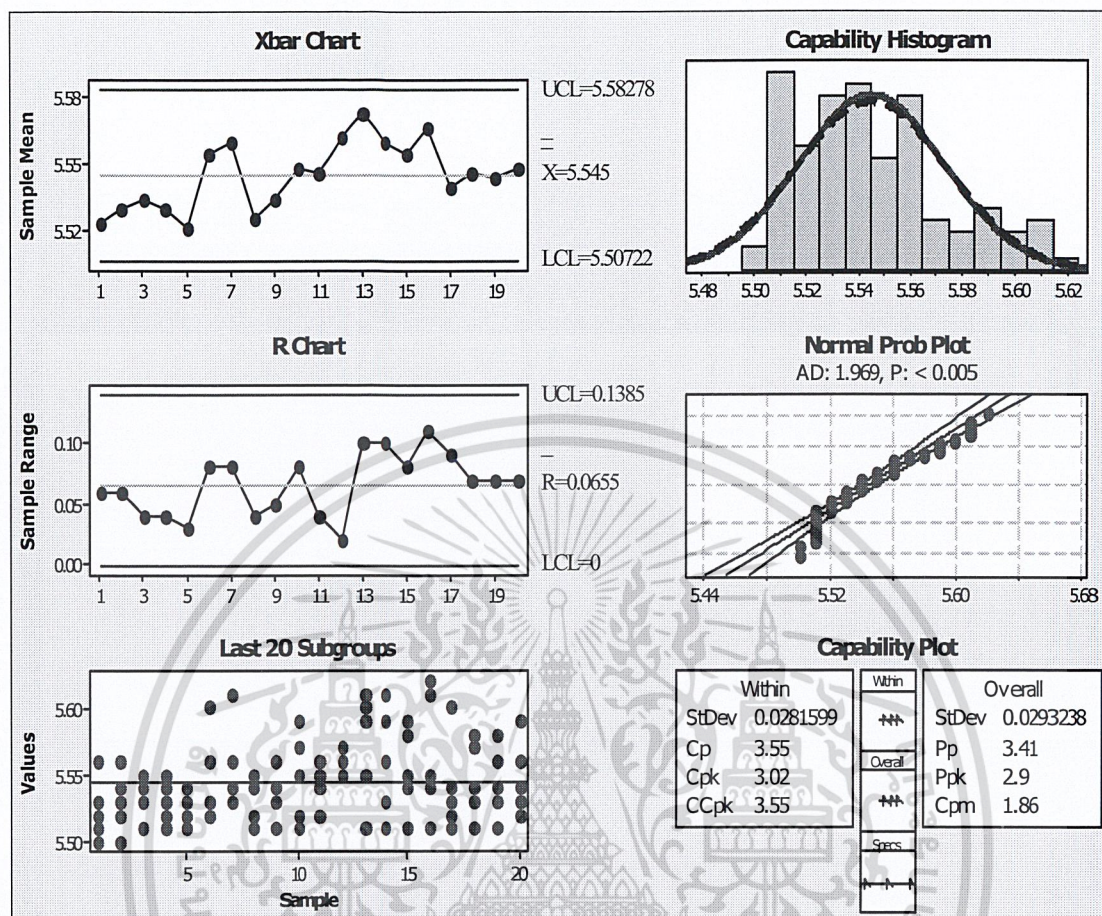 Xbar Chart
Sample Mean
5.58
5.55
5.52
UCL=5.58278
X=5.545
LCL=5.50722
1 3 5 7 9 11 13 15 17 19
Capability Histogram
5.48 5.50 5.52 5.54 5.56 5.58 5.60 5.62
R Chart
Sample Range
0.10
0.05
0.00
UCL=0.1385
R=0.0655
LCL=0
1 3 5 7 9 11 13 15 17 19
Normal Prob Plot
AD: 1.969, P: < 0.005
5.44 5.52 5.60 5.68
Last 20 Subgroups
Values
5.60
5.55
5.50
5 10 15 20
Sample
Capability Plot
Within
StDev 0.0281599
Cp 3.55
Cpk 3.02
CCpk 3.55
Within
Overall
Specs
Overall
StDev 0.0293238
Pp 3.41
Ppk 2.9
Cpm 1.86